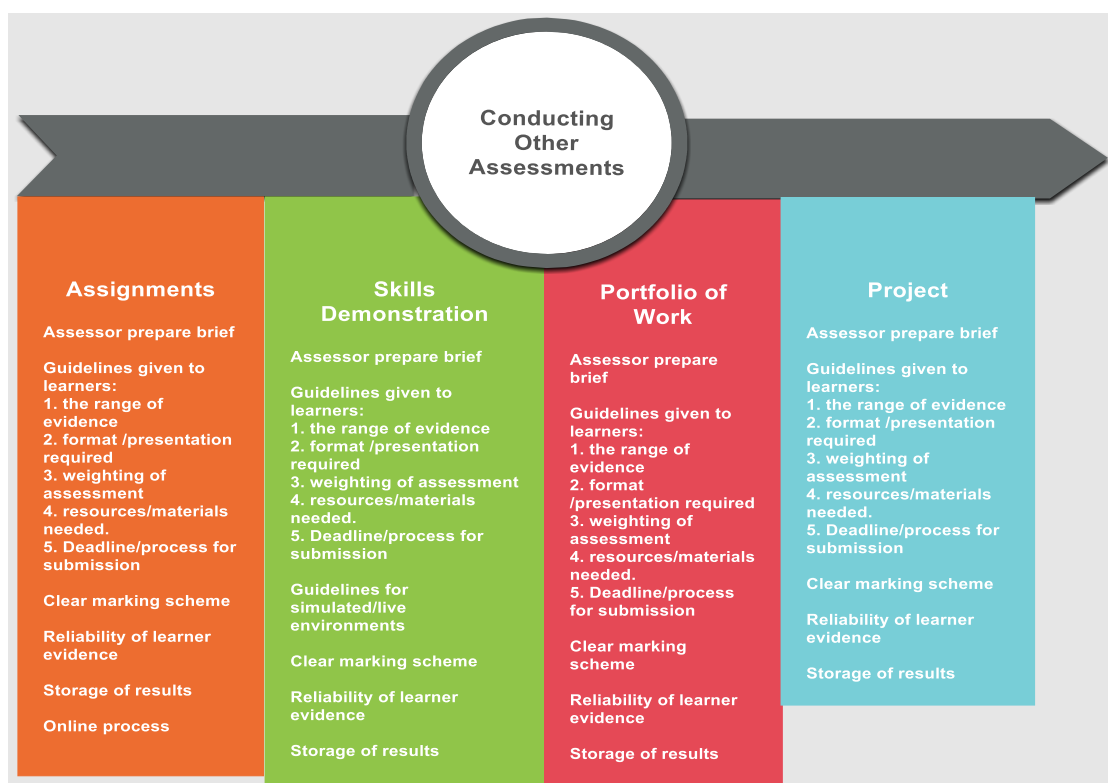 Conducting
Other
Assessments
Assignments
Assessor prepare brief
Guidelines given to
learners:
1. the range of
evidence
2. format /presentation
required
3. weighting of
assessment
4. resources/materials
needed.
5. Deadline/process for
submission
Clear marking scheme
Reliability of learner
evidence
Storage of results
Online process
Skills
Demonstration
Assessor prepare brief
Guidelines given to
learners:
1. the range of evidence
2. format /presentation
required
3. weighting of assessment
4. resources/materials
needed.
5. Deadline/process for
submission
Guidelines for
simulated/live
environments
Clear marking scheme
Reliability of learner
evidence
Storage of results
Portfolio of
Work
Assessor prepare
brief
Guidelines given to
learners:
1. the range of
evidence
2. format
/presentation required
3. weighting of
assessment
4. resources/materials
needed.
5. Deadline/process
for submission
Clear marking
scheme
Reliability of learner
evidence
Storage of results
Project
Assessor prepare brief
Guidelines given to
learners:
1. the range of evidence
2. format /presentation
required
3. weighting of
assessment
4. resources/materials
needed.
5. Deadline/process for
submission
Clear marking scheme
Reliability of learner
evidence
Storage of results